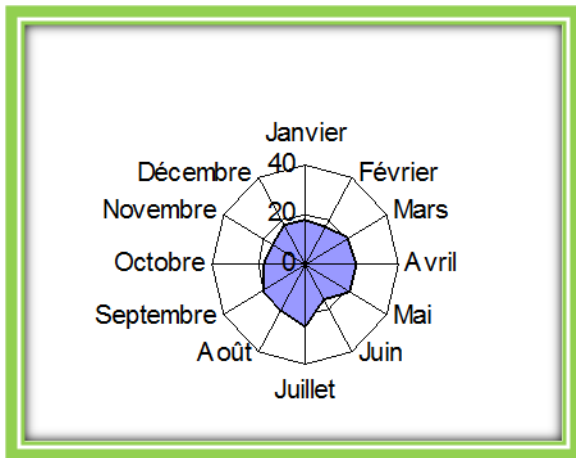 Janvier
40
Décembre
Février
20
Novembre
Mars
Octobre
0
Avril
Septembre
Mai
Août
Juin
Juillet